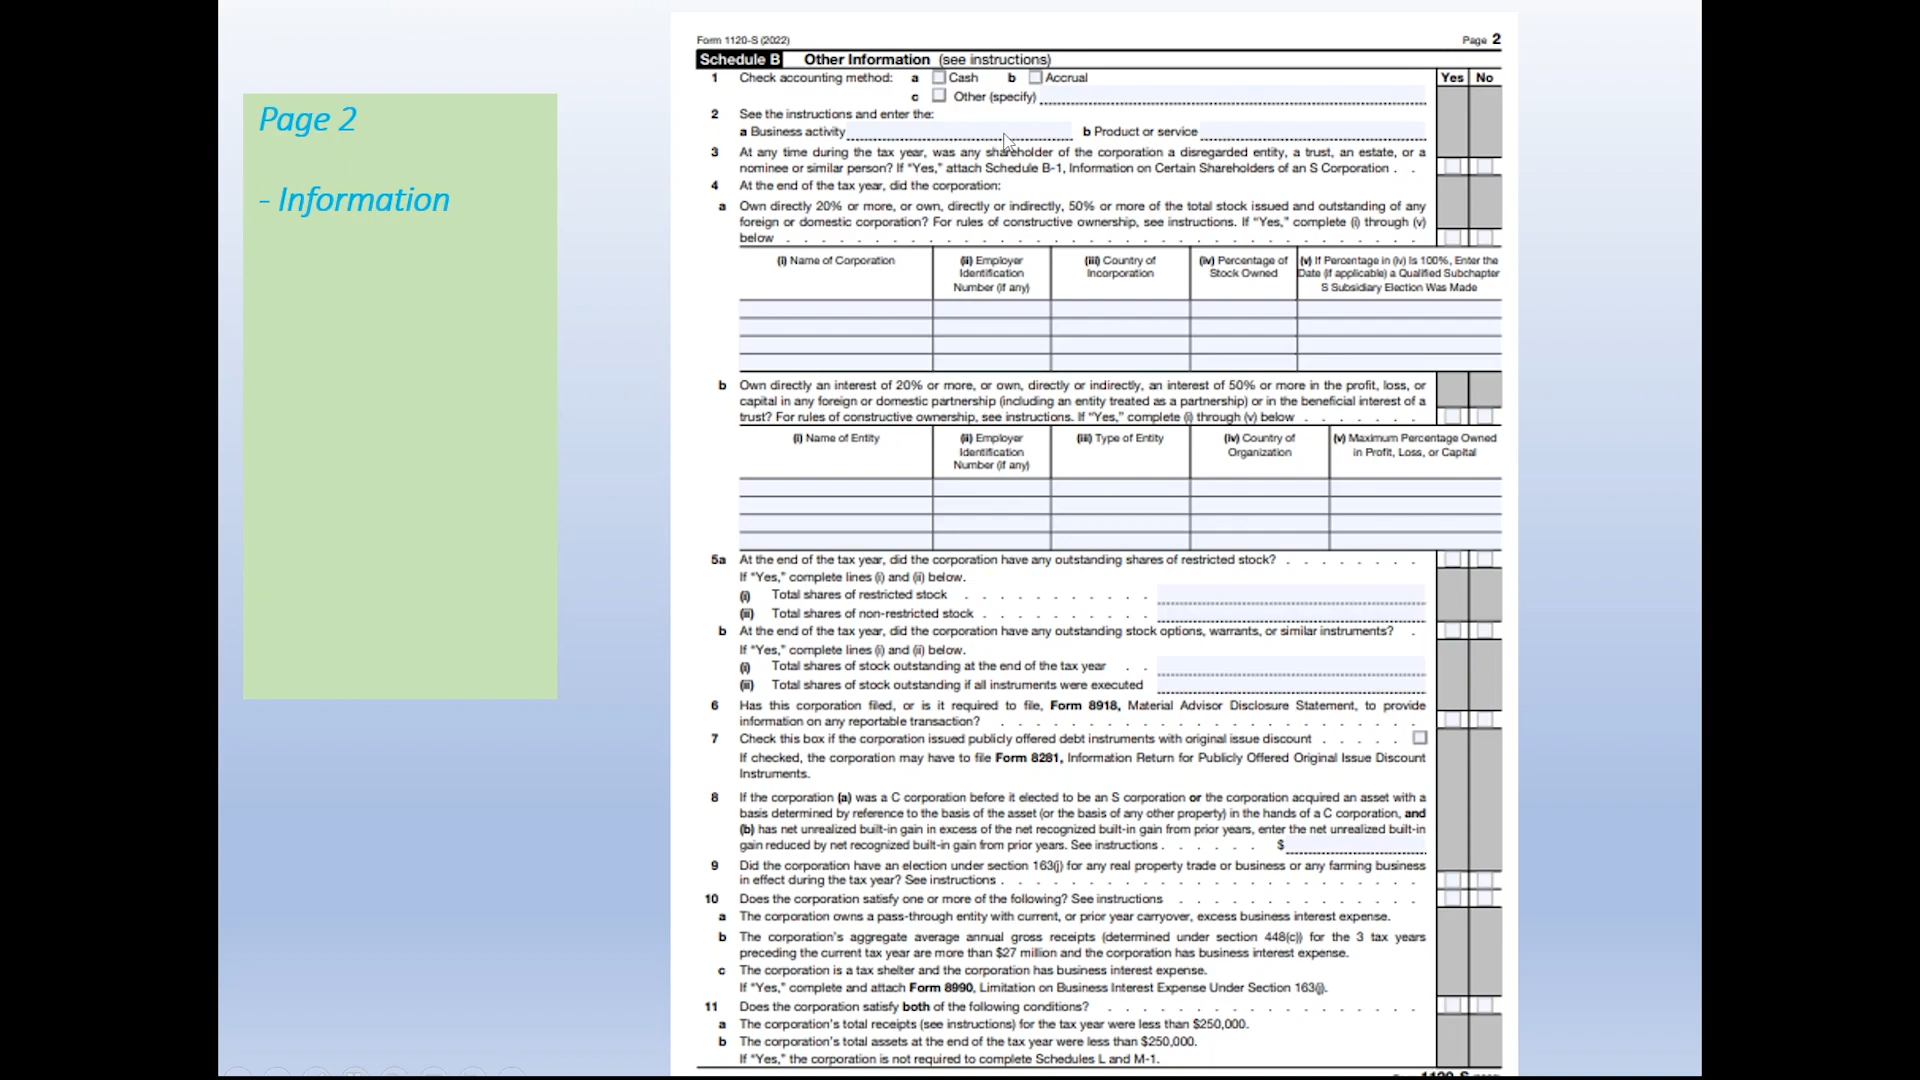 Page 2
- Information
Form 1120-S (2022) Page 2
Schedule B Other Information (see instructions)
1 Check accounting method: a Cash b Accrual Yes No
c Other (specify)
2 See the instructions and enter the:
a Business activity b Product or service
3 At any time during the tax year, was any shareholder of the corporation a disregarded entity, a trust, an estate, or a
nominee or similar person? If "Yes," attach Schedule B-1, Information on Certain Shareholders of an S Corporation . .
4 At the end of the tax year, did the corporation:
a Own directly 20% or more, or own, directly or indirectly, 50% or more of the total stock issued and outstanding of any
foreign or domestic corporation? For rules of constructive ownership, see instructions. If "Yes," complete (i) through (v)
below . . . . . . . . . . . . . . . . . . . . . .
(i) Name of Corporation (ii) Employer Identification Number (if any) (iii) Country of Incorporation (iv) Percentage of Stock Owned (v) If Percentage in (iv) Is 100%, Enter the Date (if applicable) a Qualified Subchapter S Subsidiary Election Was Made
b Own directly an interest of 20% or more, or own, directly or indirectly, an interest of 50% or more in the profit, loss, or
capital in any foreign or domestic partnership (including an entity treated as a partnership) or in the beneficial interest of a
trust? For rules of constructive ownership, see instructions. If "Yes," complete (i) through (v) below . . . . . . .
(i) Name of Entity (ii) Employer Identification Number (if any) (iii) Type of Entity (iv) Country of Organization (v) Maximum Percentage Owned in Profit, Loss, or Capital
5a At the end of the tax year, did the corporation have any outstanding shares of restricted stock? . . . . . . . .
If "Yes," complete lines (i) and (ii) below.
(i) Total shares of restricted stock . . . . . . . . . . .
(ii) Total shares of non-restricted stock . . . . . . . . . .
b At the end of the tax year, did the corporation have any outstanding stock options, warrants, or similar instruments? .
If "Yes," complete lines (i) and (ii) below.
(i) Total shares of stock outstanding at the end of the tax year . .
(ii) Total shares of stock outstanding if all instruments were executed
6 Has this corporation filed, or is it required to file, Form 8918, Material Advisor Disclosure Statement, to provide
information on any reportable transaction? . . . . . . . . . . . . . . . . . .
7 Check this box if the corporation issued publicly offered debt instruments with original issue discount . . . . .
If checked, the corporation may have to file Form 8281, Information Return for Publicly Offered Original Issue Discount
Instruments.
8 If the corporation (a) was a C corporation before it elected to be an S corporation or the corporation acquired an asset with a
basis determined by reference to the basis of the asset (or the basis of any other property) in the hands of a C corporation, and
(b) has net unrealized built-in gain in excess of the net recognized built-in gain from prior years, enter the net unrealized built-in
gain reduced by net recognized built-in gain from prior years. See instructions . . . . . . $
9 Did the corporation have an election under section 163(j) for any real property trade or business or any farming business
in effect during the tax year? See instructions . . . . . . . . . . . . . . . . . .
10 Does the corporation satisfy one or more of the following? See instructions . . . . . . . . . . .
a The corporation owns a pass-through entity with current, or prior year carryover, excess business interest expense.
b The corporation's aggregate average annual gross receipts (determined under section 448(c)) for the 3 tax years
preceding the current tax year are more than $27 million and the corporation has business interest expense.
c The corporation is a tax shelter and the corporation has business interest expense.
If "Yes," complete and attach Form 8990, Limitation on Business Interest Expense Under Section 163(j).
11 Does the corporation satisfy both of the following conditions? . . . . . . . . . . . . . .
a The corporation's total receipts (see instructions) for the tax year were less than $250,000.
b The corporation's total assets at the end of the tax year were less than $250,000.
If "Yes," the corporation is not required to complete Schedules L and M-1.